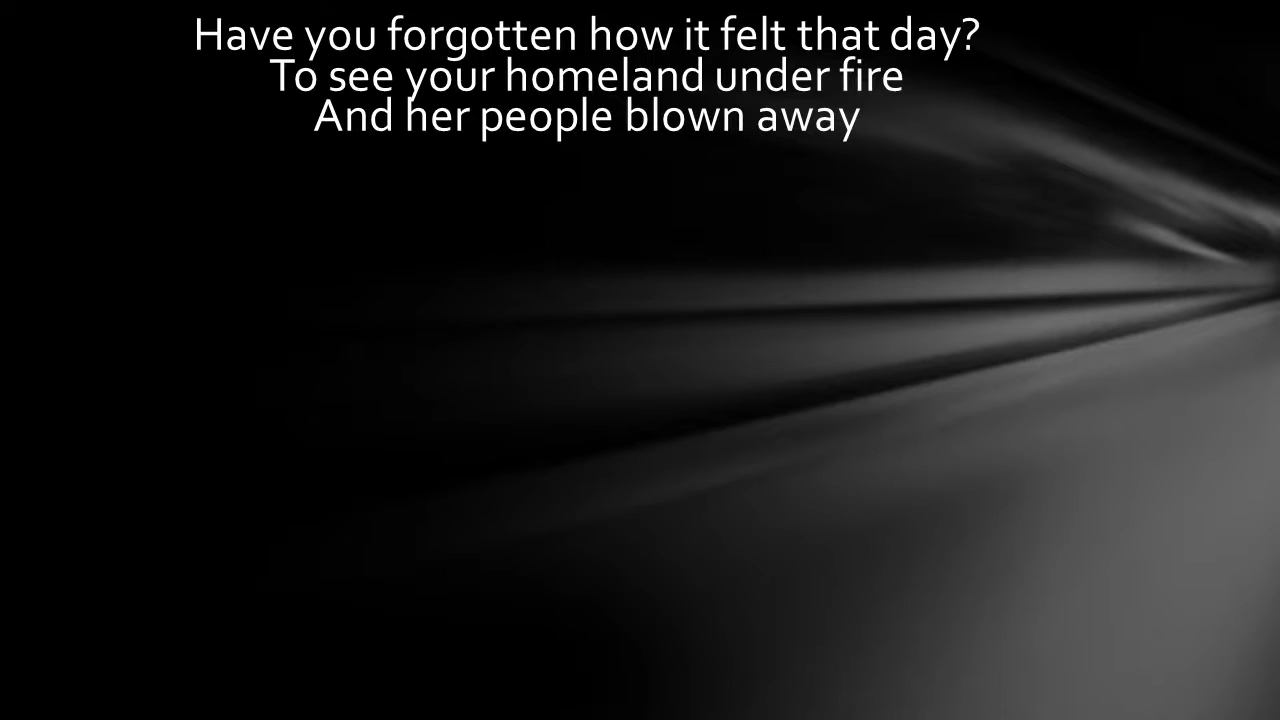 Have you forgotten how it felt that day?
To see your homeland under fire
And her people blown away